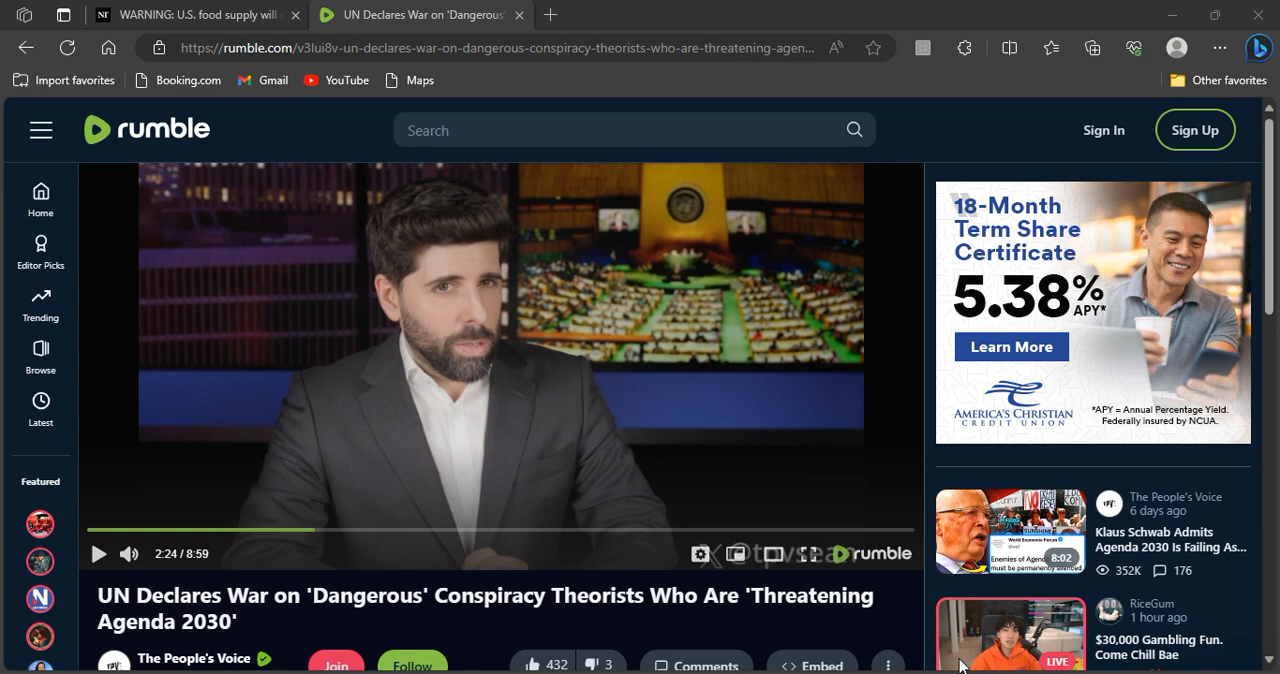 WARNING: U.S. food supply will
UN Declares War on 'Dangerous'
https://rumble.com/v3lui8v-un-declares-war-on-dangerous-conspiracy-theorists-who-are-threatening-agen...
Import favorites
Booking.com
Gmail
YouTube
Maps
Other favorites
rumble
Search
Sign In
Sign Up
Home
Editor Picks
Trending
Browse
Latest
Featured
2:24 / 8:59
rumble
UN Declares War on 'Dangerous' Conspiracy Theorists Who Are 'Threatening
Agenda 2030'
The People's Voice
Join
Follow
432
3
Comments
Embed
18-Month
Term Share
Certificate
5.38%
APY*
Learn More
AMERICA'S CHRISTIAN
CREDIT UNION
*APY = Annual Percentage Yield.
Federally insured by NCUA.
8:02
The People's Voice
6 days ago
Klaus Schwab Admits
Agenda 2030 Is Failing As...
352K
176
LIVE
RiceGum
1 hour ago
$30,000 Gambling Fun.
Come Chill Bae